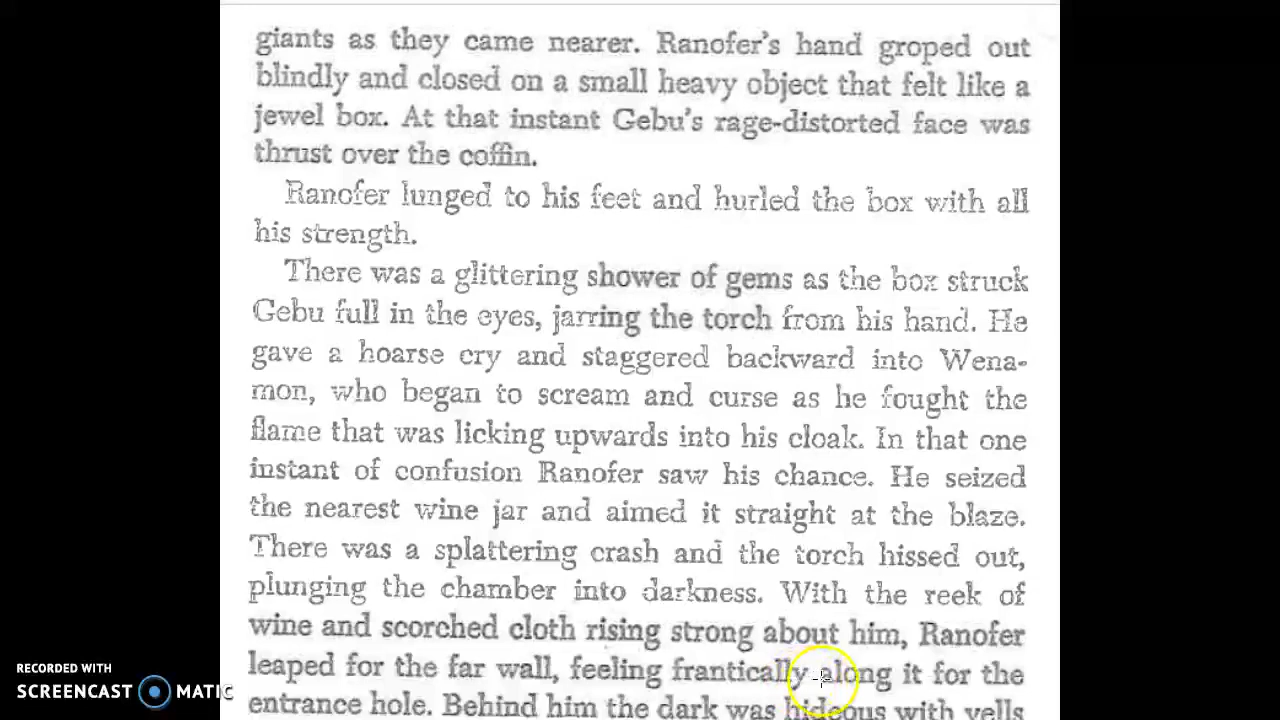 giants as they came nearer. Ranofer's hand groped out
blindly and closed on a small heavy object that felt like a
jewel box. At that instant Gebu's rage-distorted face was
thrust over the coffin.
Ranofer lunged to his feet and hurled the box with all
his strength.
There was a glittering shower of gems as the box struck
Gebu full in the eyes, jarring the torch from his hand. He
gave a hoarse cry and staggered backward into Wena-
mon, who began to scream and curse as he fought the
flame that was licking upwards into his cloak. In that one
instant of confusion Ranofer saw his chance. He seized
the nearest wine jar and aimed it straight at the blaze.
There was a splattering crash and the torch hissed out,
plunging the chamber into darkness. With the reek of
wine and scorched cloth rising strong about him, Ranofer
leaped for the far wall, feeling frantically along it for the
entrance hole. Behind him the dark was hideous with yells
RECORDED WITH
SCREENCAST MATIC